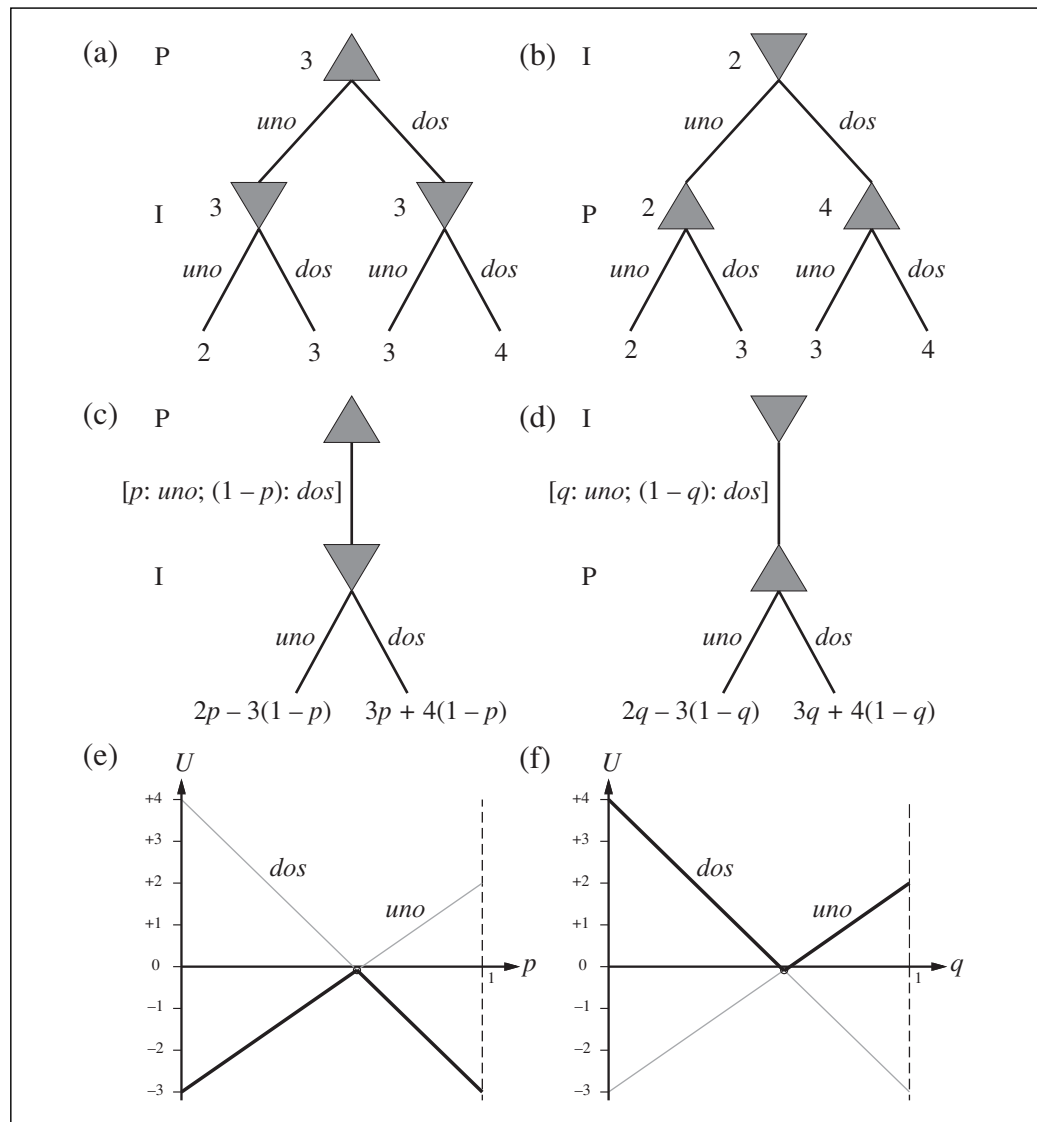 (a) P 3
uno dos
I 3 3
uno dos uno dos
2 3 3 4
(b) I 2
uno dos
P 2 4
uno dos uno dos
2 3 3 4
(c) P
[p: uno; (1 – p): dos]
I
uno dos
2p – 3(1 – p) 3p + 4(1 – p)
(d) I
[q: uno; (1 – q): dos]
P
uno dos
2q – 3(1 – q) 3q + 4(1 – q)
(e) U
+4
+3
dos
+2
uno
+1
0 p
1
–1
–2
–3
(f) U
+4
+3
dos
+2
uno
+1
0 q
1
–1
–2
–3